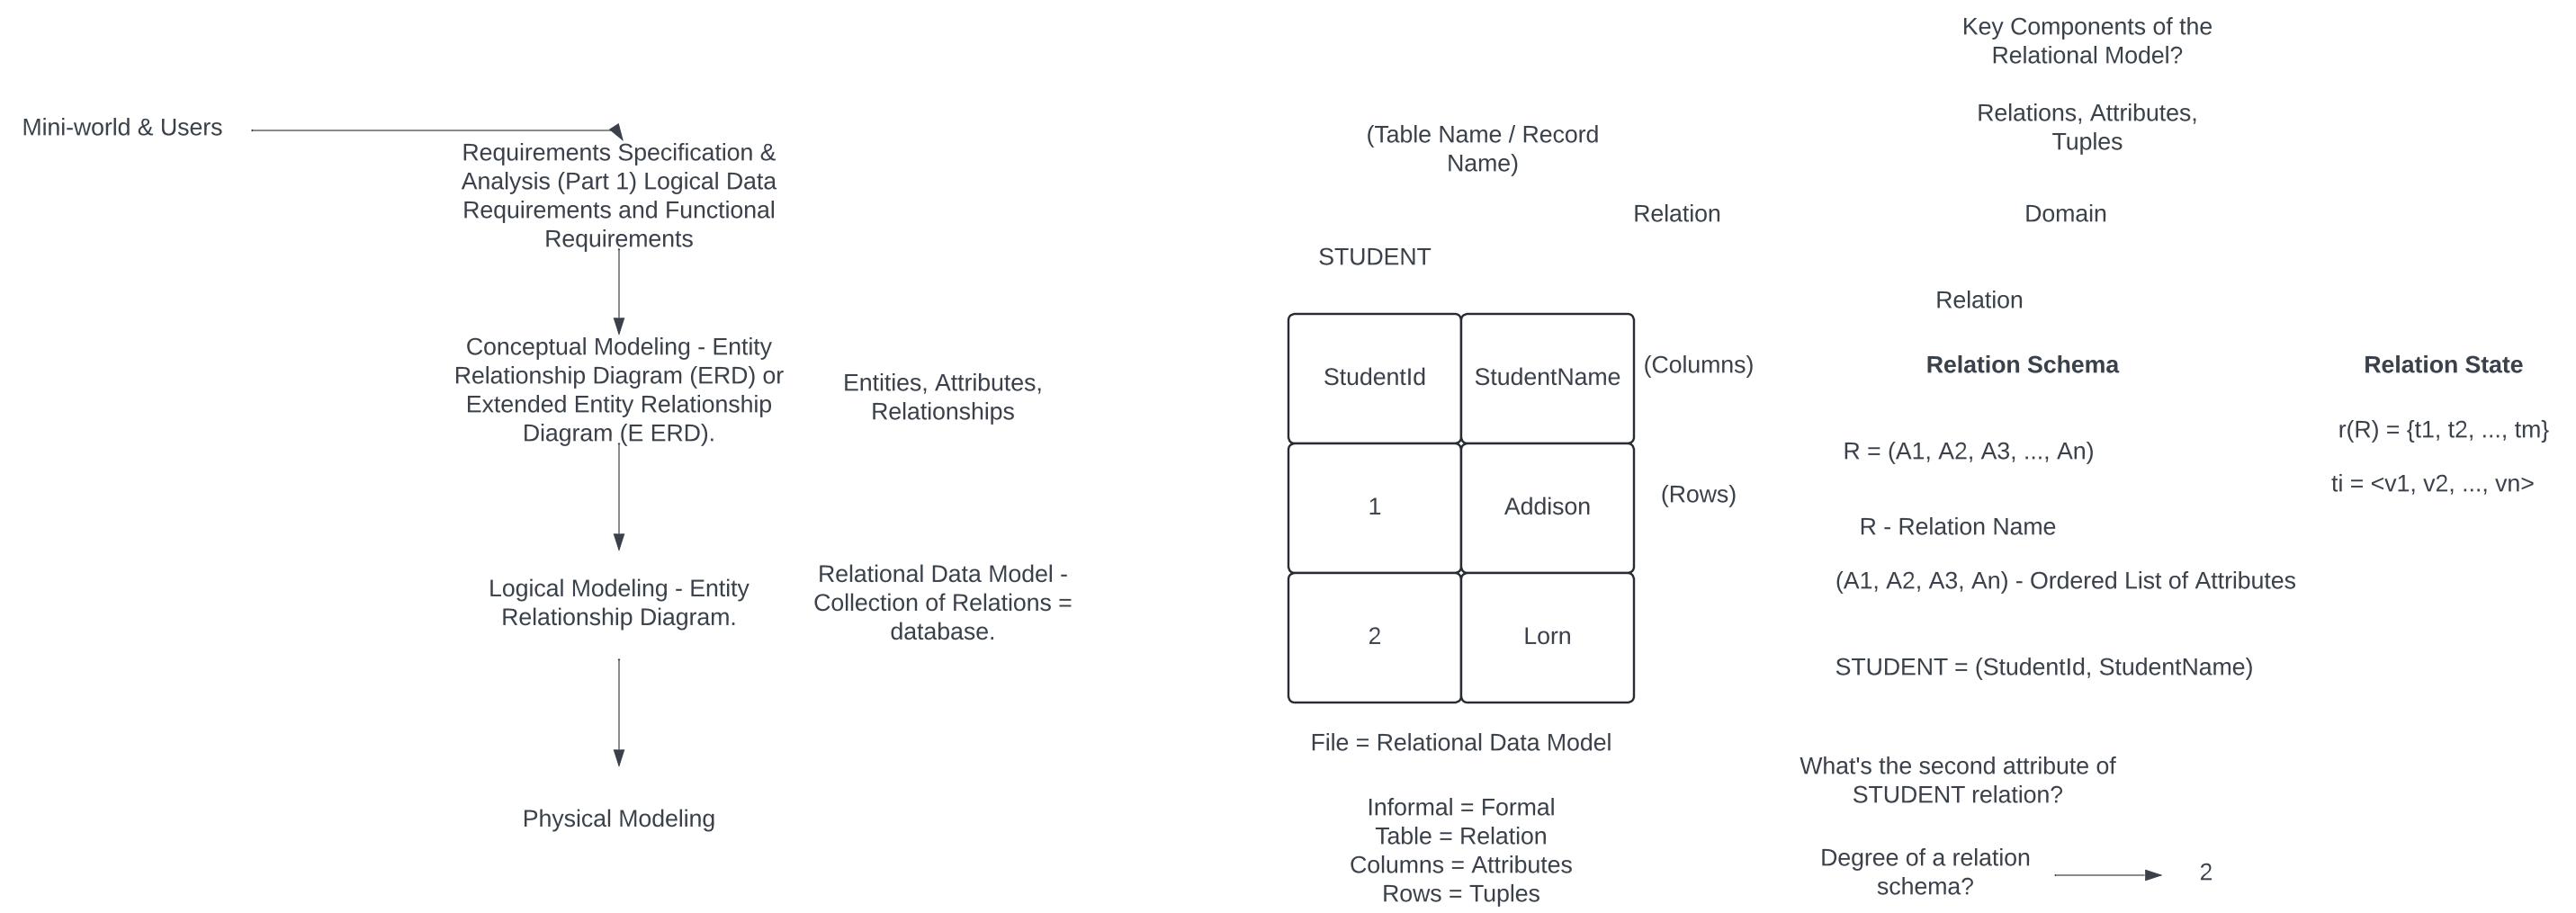 Mini-world & Users
Requirements Specification &
Analysis (Part 1) Logical Data
Requirements and Functional
Requirements
Conceptual Modeling - Entity
Relationship Diagram (ERD) or
Extended Entity Relationship
Diagram (E ERD).
Entities, Attributes,
Relationships
Logical Modeling - Entity
Relationship Diagram.
Relational Data Model -
Collection of Relations =
database.
Physical Modeling
(Table Name / Record
Name)
Relation
STUDENT
StudentId
StudentName
(Columns)
1
Addison
(Rows)
2
Lorn
File = Relational Data Model
Informal = Formal
Table = Relation
Columns = Attributes
Rows = Tuples
Key Components of the
Relational Model?
Relations, Attributes,
Tuples
Domain
Relation
Relation Schema
R = (A1, A2, A3, ..., An)
R - Relation Name
(A1, A2, A3, An) - Ordered List of Attributes
STUDENT = (StudentId, StudentName)
What's the second attribute of
STUDENT relation?
Degree of a relation
schema?
2
Relation State
r(R) = {t1, t2, ..., tm}
ti = <v1, v2, ..., vn>